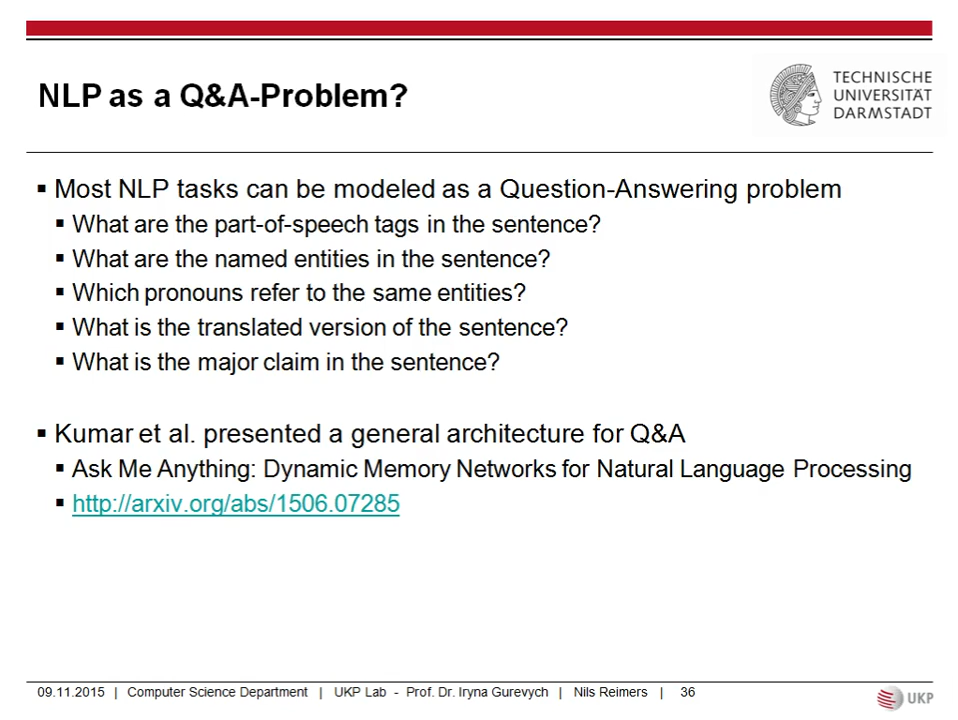 NLP as a Q&A-Problem?
TECHNISCHE
UNIVERSITÄT
DARMSTADT
▪ Most NLP tasks can be modeled as a Question-Answering problem
▪ What are the part-of-speech tags in the sentence?
▪ What are the named entities in the sentence?
▪ Which pronouns refer to the same entities?
▪ What is the translated version of the sentence?
▪ What is the major claim in the sentence?
▪ Kumar et al. presented a general architecture for Q&A
▪ Ask Me Anything: Dynamic Memory Networks for Natural Language Processing
▪ http://arxiv.org/abs/1506.07285
09.11.2015 | Computer Science Department | UKP Lab - Prof. Dr. Iryna Gurevych | Nils Reimers | 36
UKP